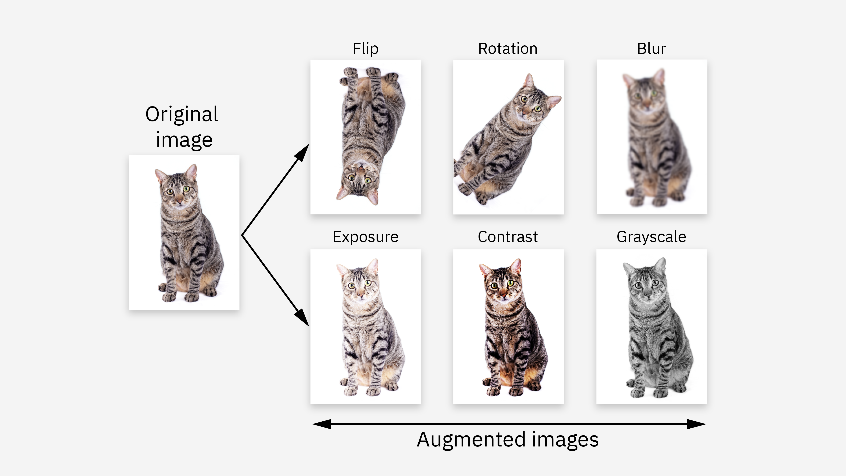 Original
image
Flip
Rotation
Blur
Exposure
Contrast
Grayscale
Augmented images